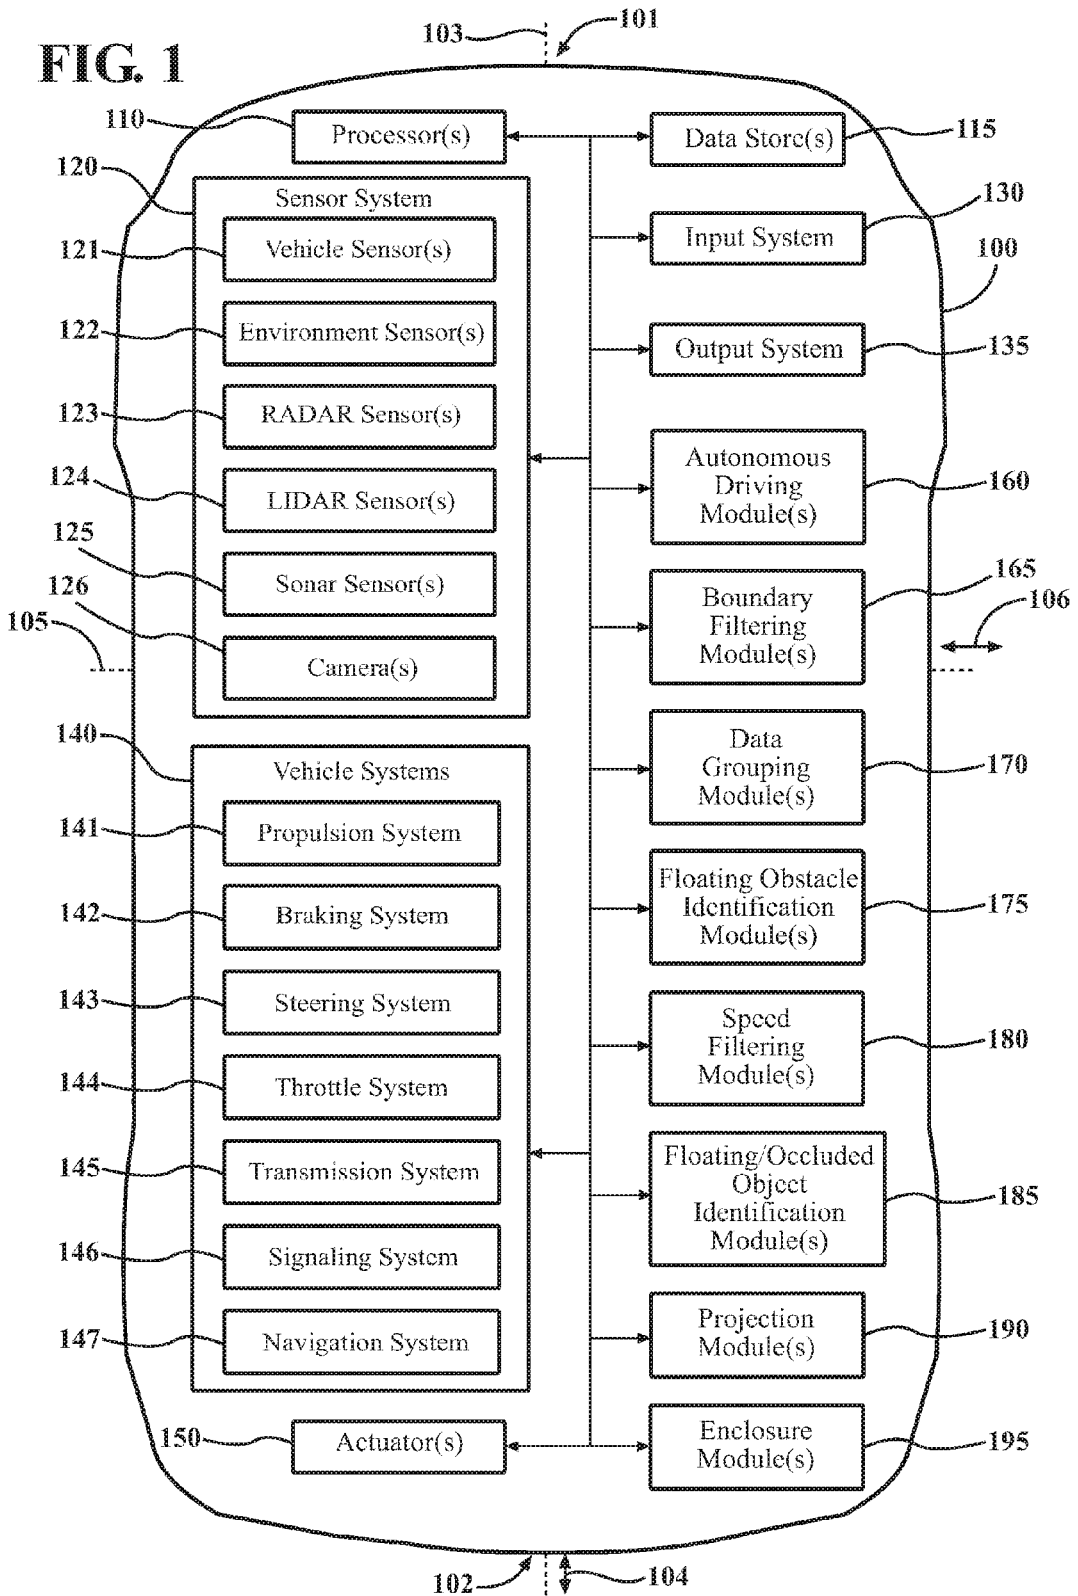 FIG. 1
103
101
110
Processor(s)
Data Store(s)
115
120
Sensor System
121
Vehicle Sensor(s)
122
Environment Sensor(s)
123
RADAR Sensor(s)
124
LIDAR Sensor(s)
125
Sonar Sensor(s)
126
Camera(s)
105
130
Input System
100
Output System
135
Autonomous
Driving
Module(s)
160
Boundary
Filtering
Module(s)
165
106
140
Vehicle Systems
141
Propulsion System
142
Braking System
143
Steering System
144
Throttle System
145
Transmission System
146
Signaling System
147
Navigation System
Data
Grouping
Module(s)
170
Floating Obstacle
Identification
Module(s)
175
Speed
Filtering
Module(s)
180
Floating/Occluded
Object
Identification
Module(s)
185
Projection
Module(s)
190
150
Actuator(s)
Enclosure
Module(s)
195
102
104